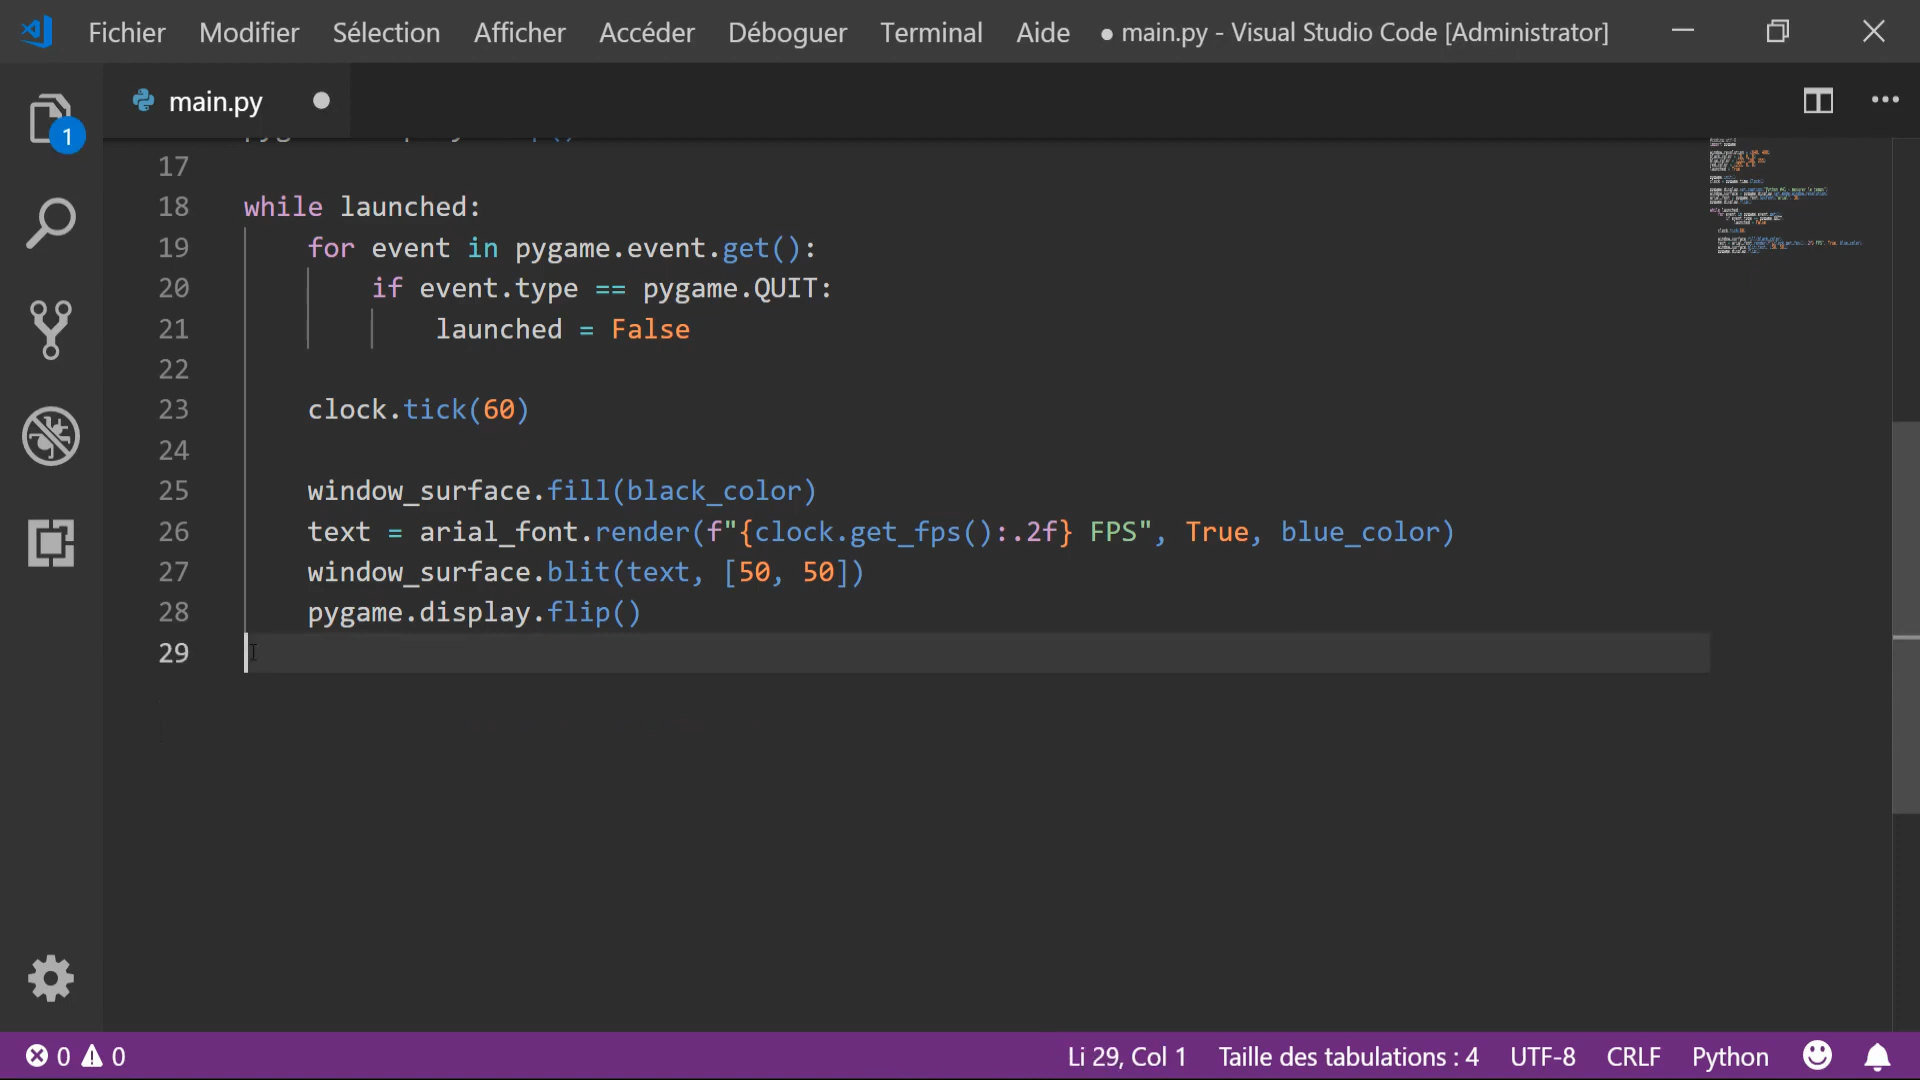 Fichier Modifier Sélection Afficher Accéder Déboguer Terminal Aide ● main.py - Visual Studio Code [Administrator]
main.py
1
17
18 while launched:
19 for event in pygame.event.get():
20 if event.type == pygame.QUIT:
21 launched = False
22
23 clock.tick(60)
24
25 window_surface.fill(black_color)
26 text = arial_font.render(f"{clock.get_fps():.2f} FPS", True, blue_color)
27 window_surface.blit(text, [50, 50])
28 pygame.display.flip()
29
0 0 Li 29, Col 1 Taille des tabulations : 4 UTF-8 CRLF Python